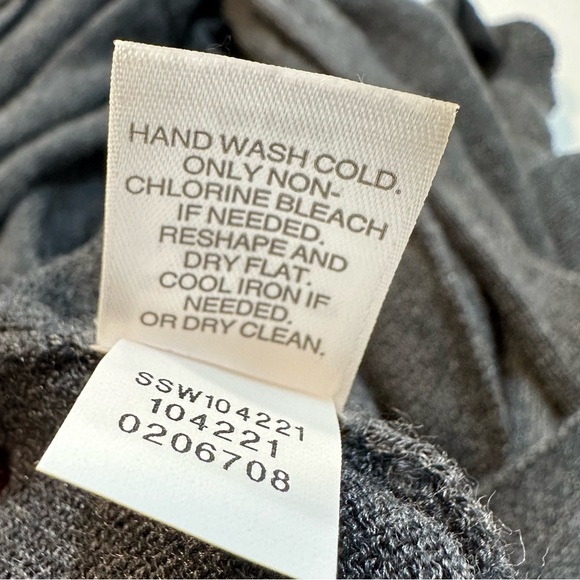 HAND WASH COLD.
ONLY NON-
CHLORINE BLEACH
IF NEEDED.
RESHAPE AND
DRY FLAT.
COOL IRON IF
NEEDED.
OR DRY CLEAN.
SSW104221
104221
0206708